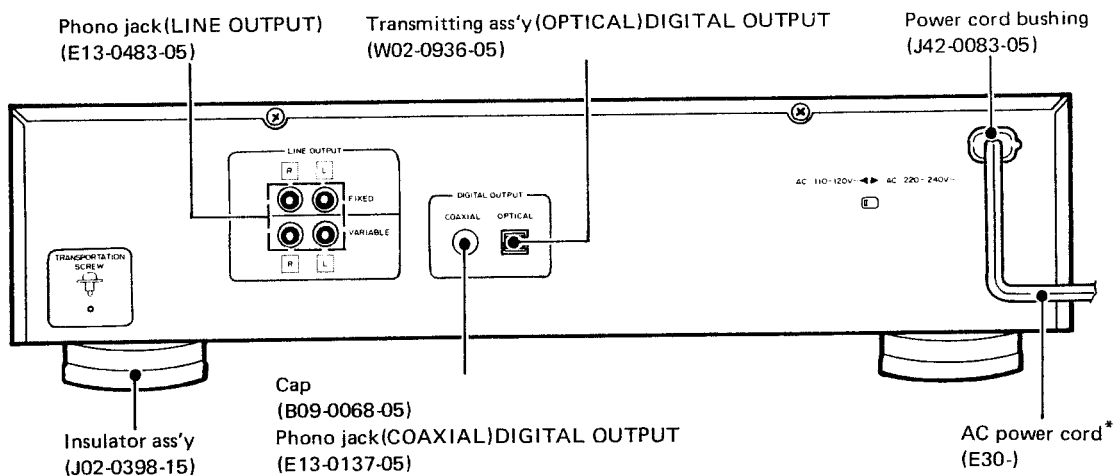 Phono jack(LINE OUTPUT)
(E13-0483-05)
Transmitting ass'y(OPTICAL)DIGITAL OUTPUT
(W02-0936-05)
Power cord bushing
(J42-0083-05)
LINE OUTPUT
R L
FIXED
VARIABLE
R L
DIGITAL OUTPUT
COAXIAL OPTICAL
AC 110-120V~ ◀▶ AC 220-240V~
TRANSPORTATION
SCREW
Insulator ass'y
(J02-0398-15)
Cap
(B09-0068-05)
Phono jack(COAXIAL)DIGITAL OUTPUT
(E13-0137-05)
AC power cord*
(E30-)